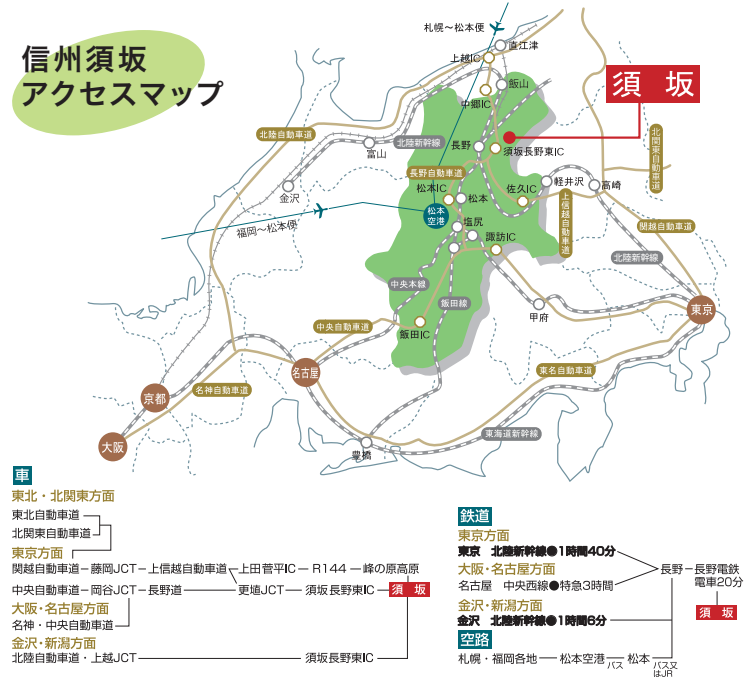 信州須坂
アクセスマップ
札幌～松本便
直江津
上越IC
飯山
中郷IC
須 坂
北陸自動車道
富山
北陸新幹線
長野
須坂長野東IC
北関東自動車道
金沢
長野自動車道
松本IC
松本
佐久IC
軽井沢
高崎
上信越自動車道
松本
空港
福岡～松本便
塩尻
諏訪IC
関越自動車道
北陸新幹線
中央本線
飯田線
甲府
東京
中央自動車道
飯田IC
名古屋
東名自動車道
京都
名神自動車道
大阪
豊橋
東海道新幹線
車
東北・北関東方面
東北自動車道
北関東自動車道
東京方面
関越自動車道－藤岡JCT－上信越自動車道－上田菅平IC－R144－峰の原高原
中央自動車道－岡谷JCT－長野道 更埴JCT 須坂長野東IC 須 坂
大阪・名古屋方面
名神・中央自動車道
金沢・新潟方面
北陸自動車道・上越JCT 須坂長野東IC
鉄道
東京方面
東京 北陸新幹線●1時間40分
大阪・名古屋方面
名古屋 中央西線●特急3時間
長野－長野電鉄
電車20分
須 坂
金沢・新潟方面
金沢 北陸新幹線●1時間6分
空路
札幌・福岡各地 松本空港 バス 松本 バス又
はJR